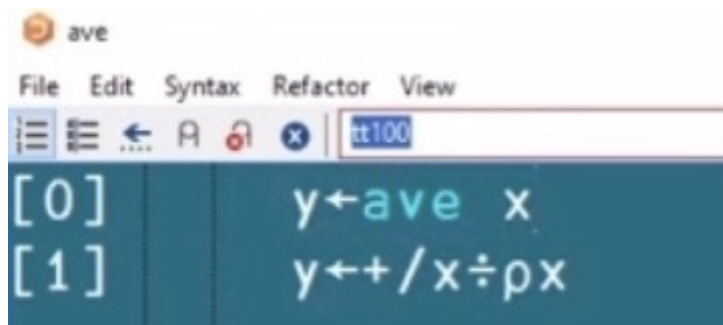 ave
File Edit Syntax Refactor View
tt100
[0] y←ave x
[1] y←+/x÷⍴x